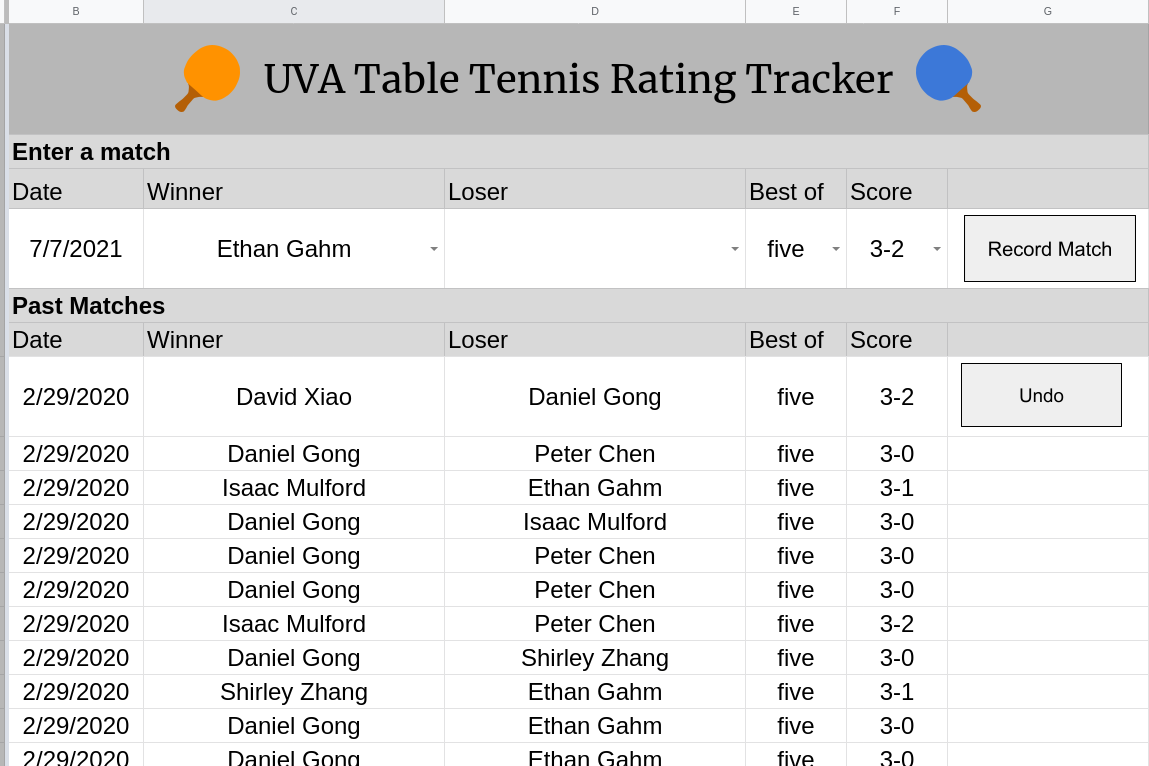 B C D E F G
UVA Table Tennis Rating Tracker
Enter a match
Date Winner Loser Best of Score
7/7/2021 Ethan Gahm five 3-2 Record Match
Past Matches
Date Winner Loser Best of Score
2/29/2020 David Xiao Daniel Gong five 3-2 Undo
2/29/2020 Daniel Gong Peter Chen five 3-0
2/29/2020 Isaac Mulford Ethan Gahm five 3-1
2/29/2020 Daniel Gong Isaac Mulford five 3-0
2/29/2020 Daniel Gong Peter Chen five 3-0
2/29/2020 Daniel Gong Peter Chen five 3-0
2/29/2020 Isaac Mulford Peter Chen five 3-2
2/29/2020 Daniel Gong Shirley Zhang five 3-0
2/29/2020 Shirley Zhang Ethan Gahm five 3-1
2/29/2020 Daniel Gong Ethan Gahm five 3-0
2/29/2020 Daniel Gong Ethan Gahm five 3-0